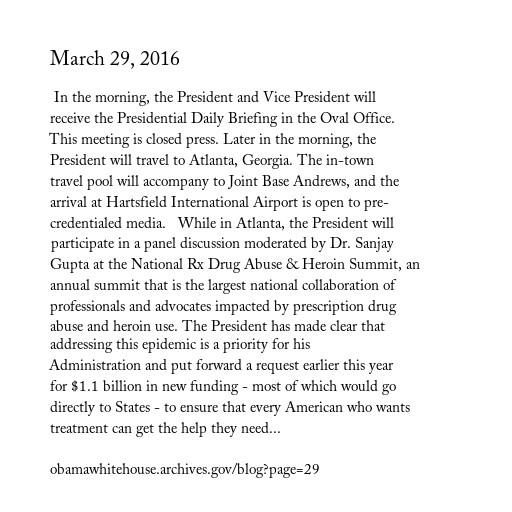 March 29, 2016
In the morning, the President and Vice President will
receive the Presidential Daily Briefing in the Oval Office.
This meeting is closed press. Later in the morning, the
President will travel to Atlanta, Georgia. The in-town
travel pool will accompany to Joint Base Andrews, and the
arrival at Hartsfield International Airport is open to pre-
credentialed media.   While in Atlanta, the President will
participate in a panel discussion moderated by Dr. Sanjay
Gupta at the National Rx Drug Abuse & Heroin Summit, an
annual summit that is the largest national collaboration of
professionals and advocates impacted by prescription drug
abuse and heroin use. The President has made clear that
addressing this epidemic is a priority for his
Administration and put forward a request earlier this year
for $1.1 billion in new funding - most of which would go
directly to States - to ensure that every American who wants
treatment can get the help they need...
obamawhitehouse.archives.gov/blog?page=29